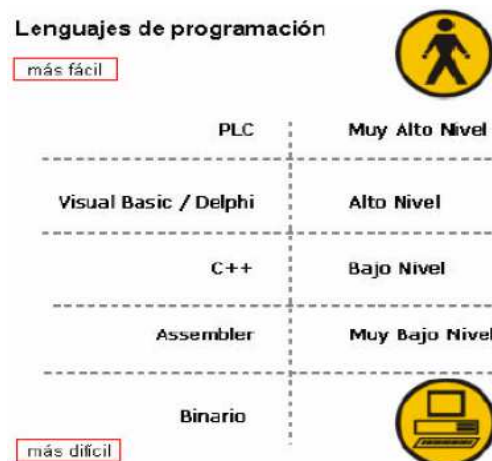 Lenguajes de programación
más fácil
PLC Muy Alto Nivel
Visual Basic / Delphi Alto Nivel
C++ Bajo Nivel
Assembler Muy Bajo Nivel
Binario
más difícil